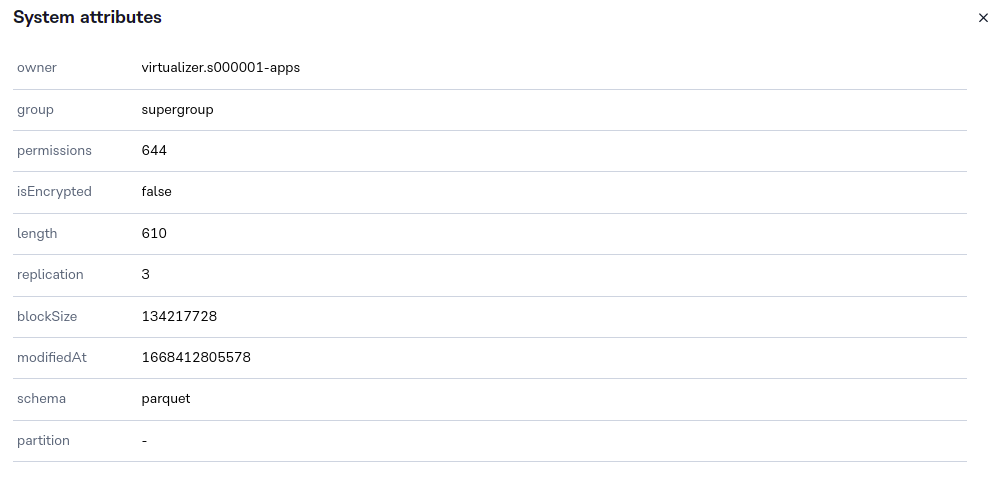 System attributes
owner virtualizer.s000001-apps
group supergroup
permissions 644
isEncrypted false
length 610
replication 3
blockSize 134217728
modifiedAt 1668412805578
schema parquet
partition -